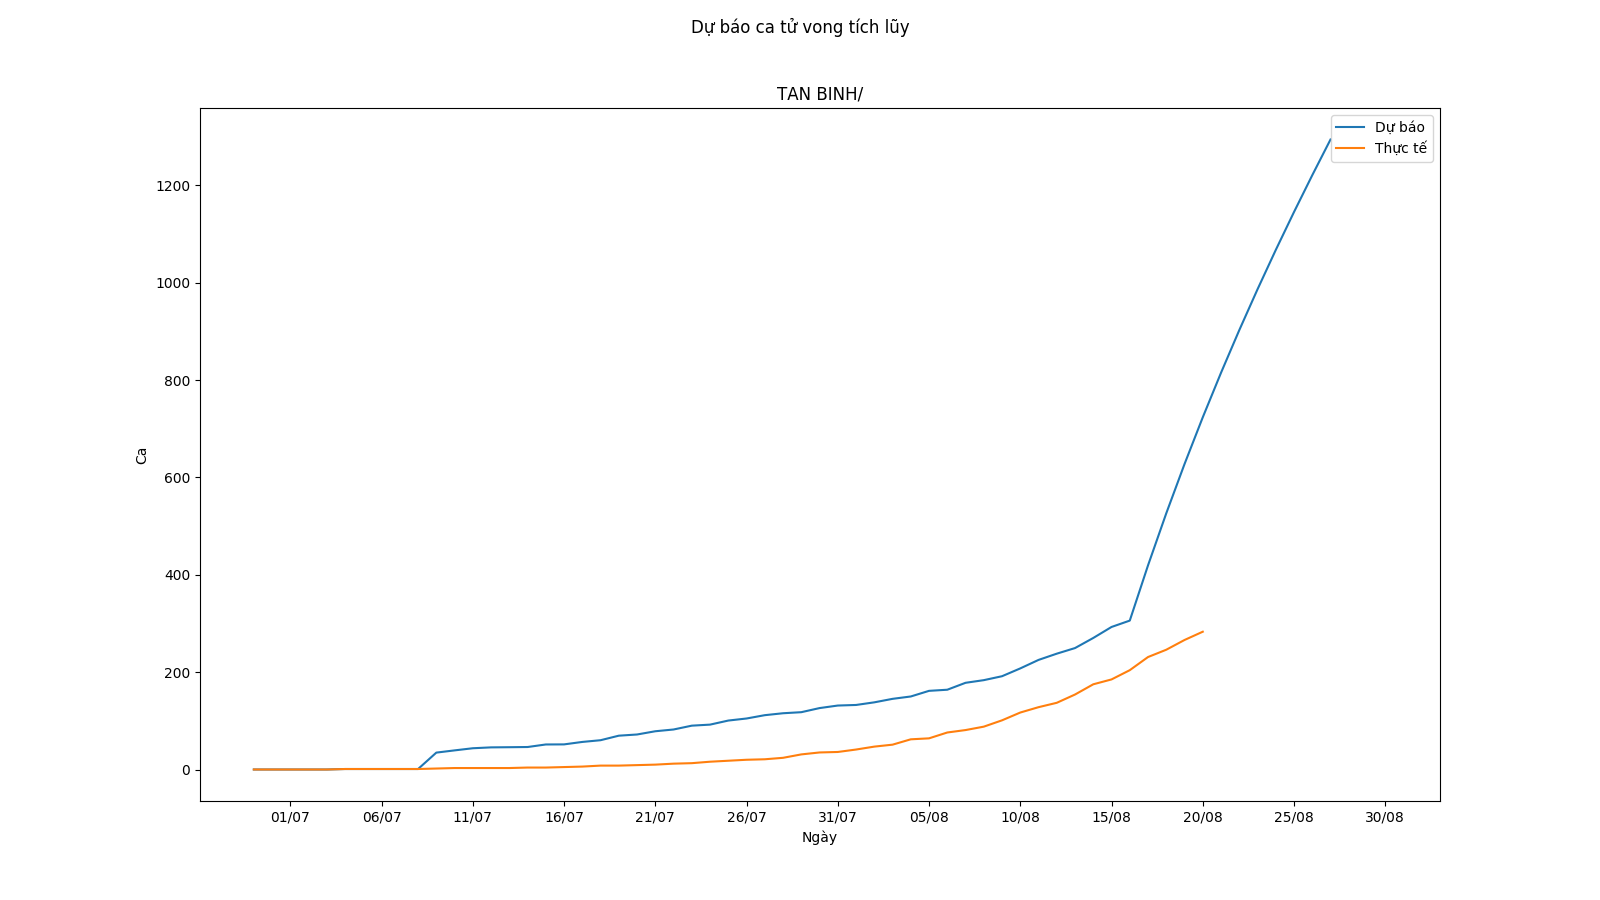 Dự báo ca tử vong tích lũy
TAN BINH/
Dự báo
Thực tế
1200
1000
800
600
400
200
0
Ca
01/07 06/07 11/07 16/07 21/07 26/07 31/07 05/08 10/08 15/08 20/08 25/08 30/08
Ngày